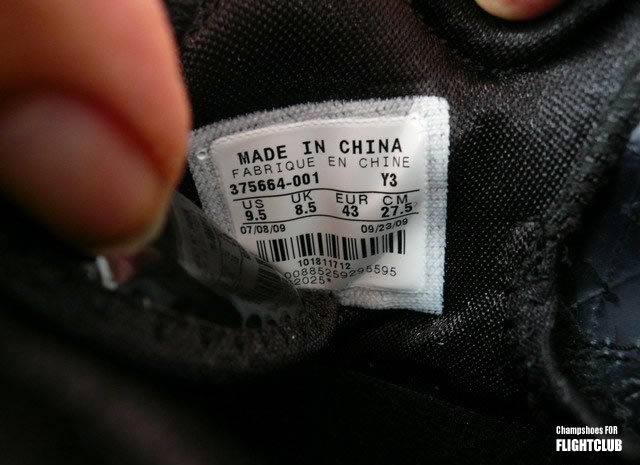 MADE IN CHINA
FABRIQUE EN CHINE
375664-001 Y3
US UK EUR CM
9.5 8.5 43 27.5
07/08/09 09/23/09
101811712
00885259295595
2025*
Champshoes FOR
FLIGHTCLUB